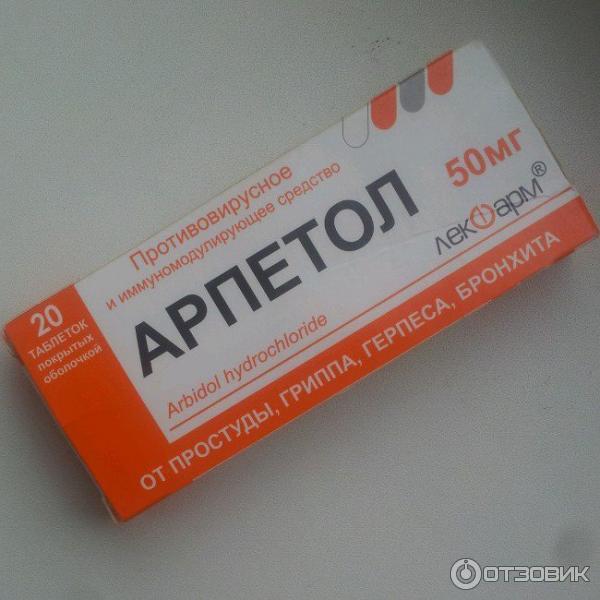 Противовирусное
и иммуномодулирующее средство
АРПЕТОЛ
50мг
Arbidol hydrochloride
лекФарм®
20
ТАБЛЕТОК
покрытых
оболочкой
ОТ ПРОСТУДЫ, ГРИППА, ГЕРПЕСА, БРОНХИТА
ОТЗОВИК